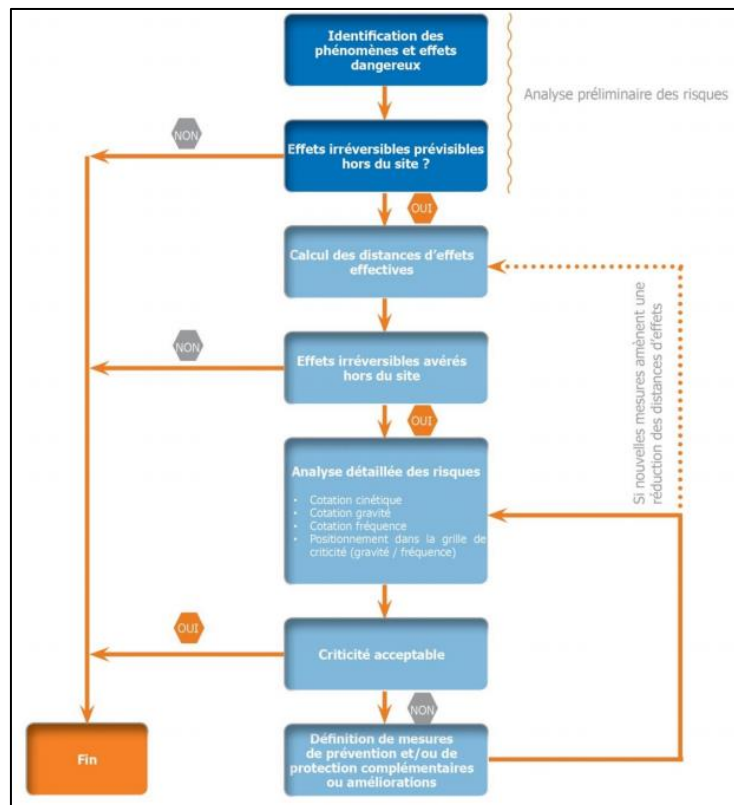 Identification des
phénomènes et effets
dangereux
Analyse préliminaire des risques
NON
Effets irréversibles prévisibles
hors du site ?
OUI
Calcul des distances d'effets
effectives
NON
Effets irréversibles avérés
hors du site
OUI
Si nouvelles mesures amènent une
réduction des distances d'effets
Analyse détaillée des risques
• Cotation cinétique
• Cotation gravité
• Cotation fréquence
• Positionnement dans la grille de
criticité (gravité / fréquence)
OUI
Criticité acceptable
NON
Fin
Définition de mesures
de prévention et/ou de
protection complémentaires
ou améliorations